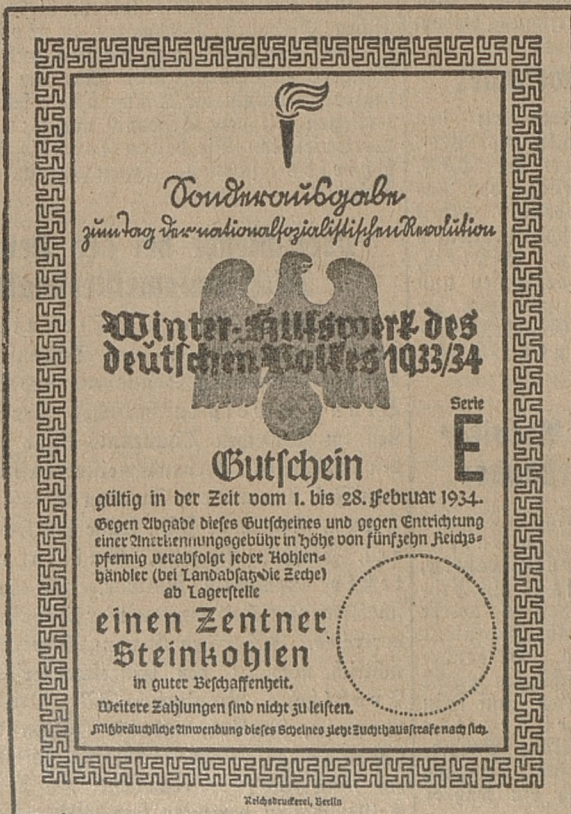 Sonderausgabe
zum Tag der nationalsozialistischen Revolution
Winter-Hilfswerk des
deutschen Volkes 1933/34
Serie
E
Gutschein
gültig in der Zeit vom 1. bis 28. Februar 1934.
Gegen Abgabe dieses Gutscheines und gegen Entrichtung
einer Anerkennungsgebühr in Höhe von fünfzehn Reichs=
pfennig verabfolgt jeder Kohlen=
händler (bei Landabsatz die Zeche)
ab Lagerstelle
einen Zentner
Steinkohlen
in guter Beschaffenheit.
Weitere Zahlungen sind nicht zu leisten.
Mißbräuchliche Anwendung dieses Scheines zieht Zuchthausstrafe nach sich.
Reichsdruckerei, Berlin